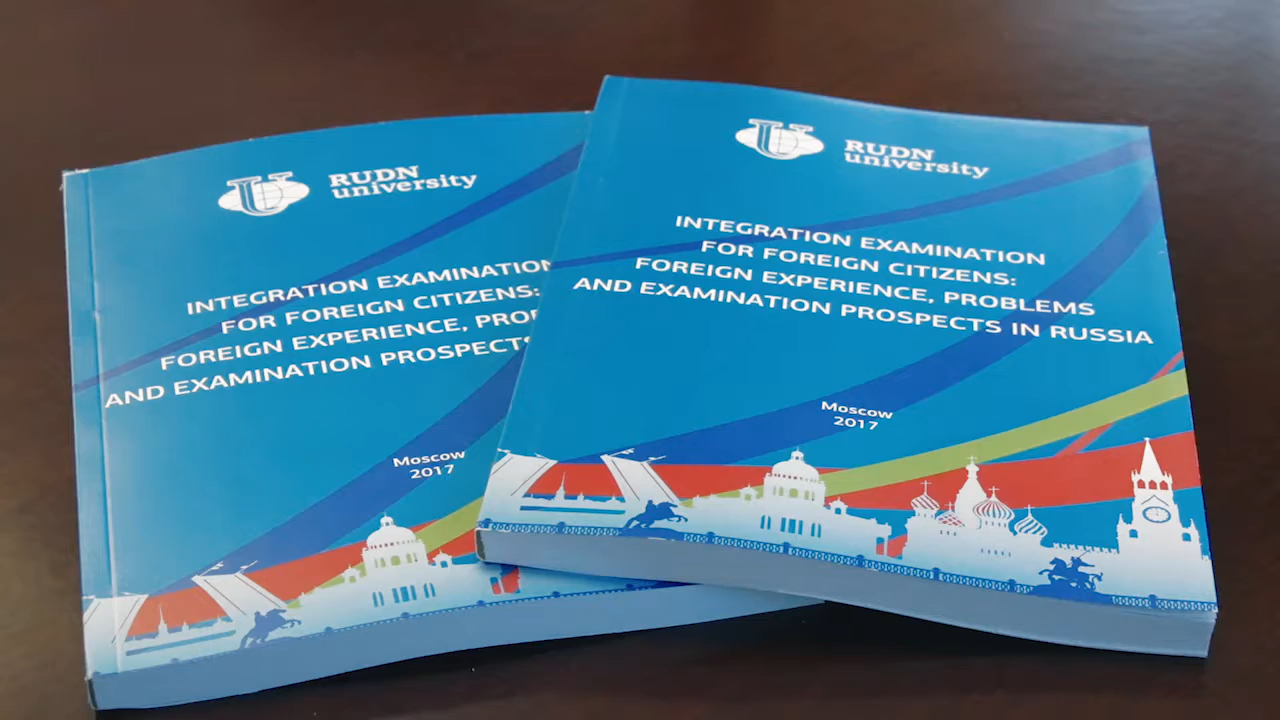 RUDN
university
INTEGRATION EXAMINATION
FOR FOREIGN CITIZENS:
FOREIGN EXPERIENCE,
AND EXAMINATION PROSPECTS
Moscow
2017
RUDN
university
INTEGRATION EXAMINATION
FOR FOREIGN CITIZENS:
FOREIGN EXPERIENCE, PROBLEMS
AND EXAMINATION PROSPECTS IN RUSSIA
Moscow
2017